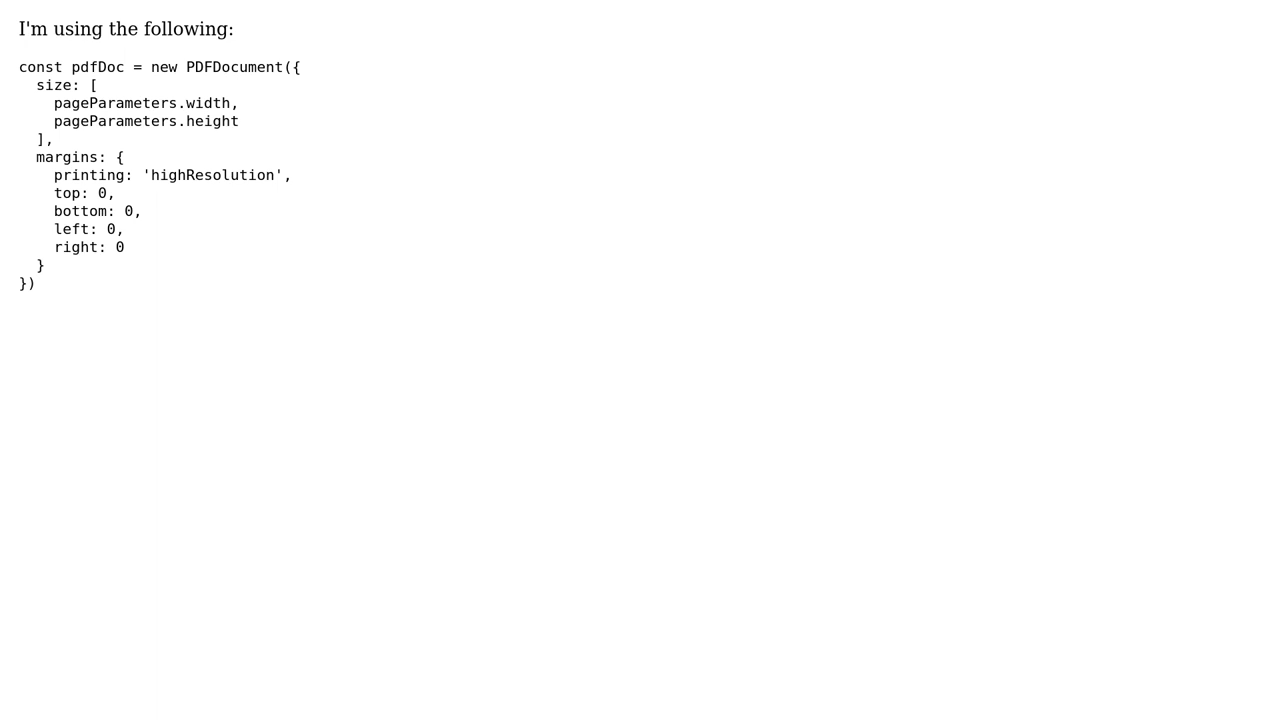 I'm using the following:
const pdfDoc = new PDFDocument({
  size: [
    pageParameters.width,
    pageParameters.height
  ],
  margins: {
    printing: 'highResolution',
    top: 0,
    bottom: 0,
    left: 0,
    right: 0
  }
})